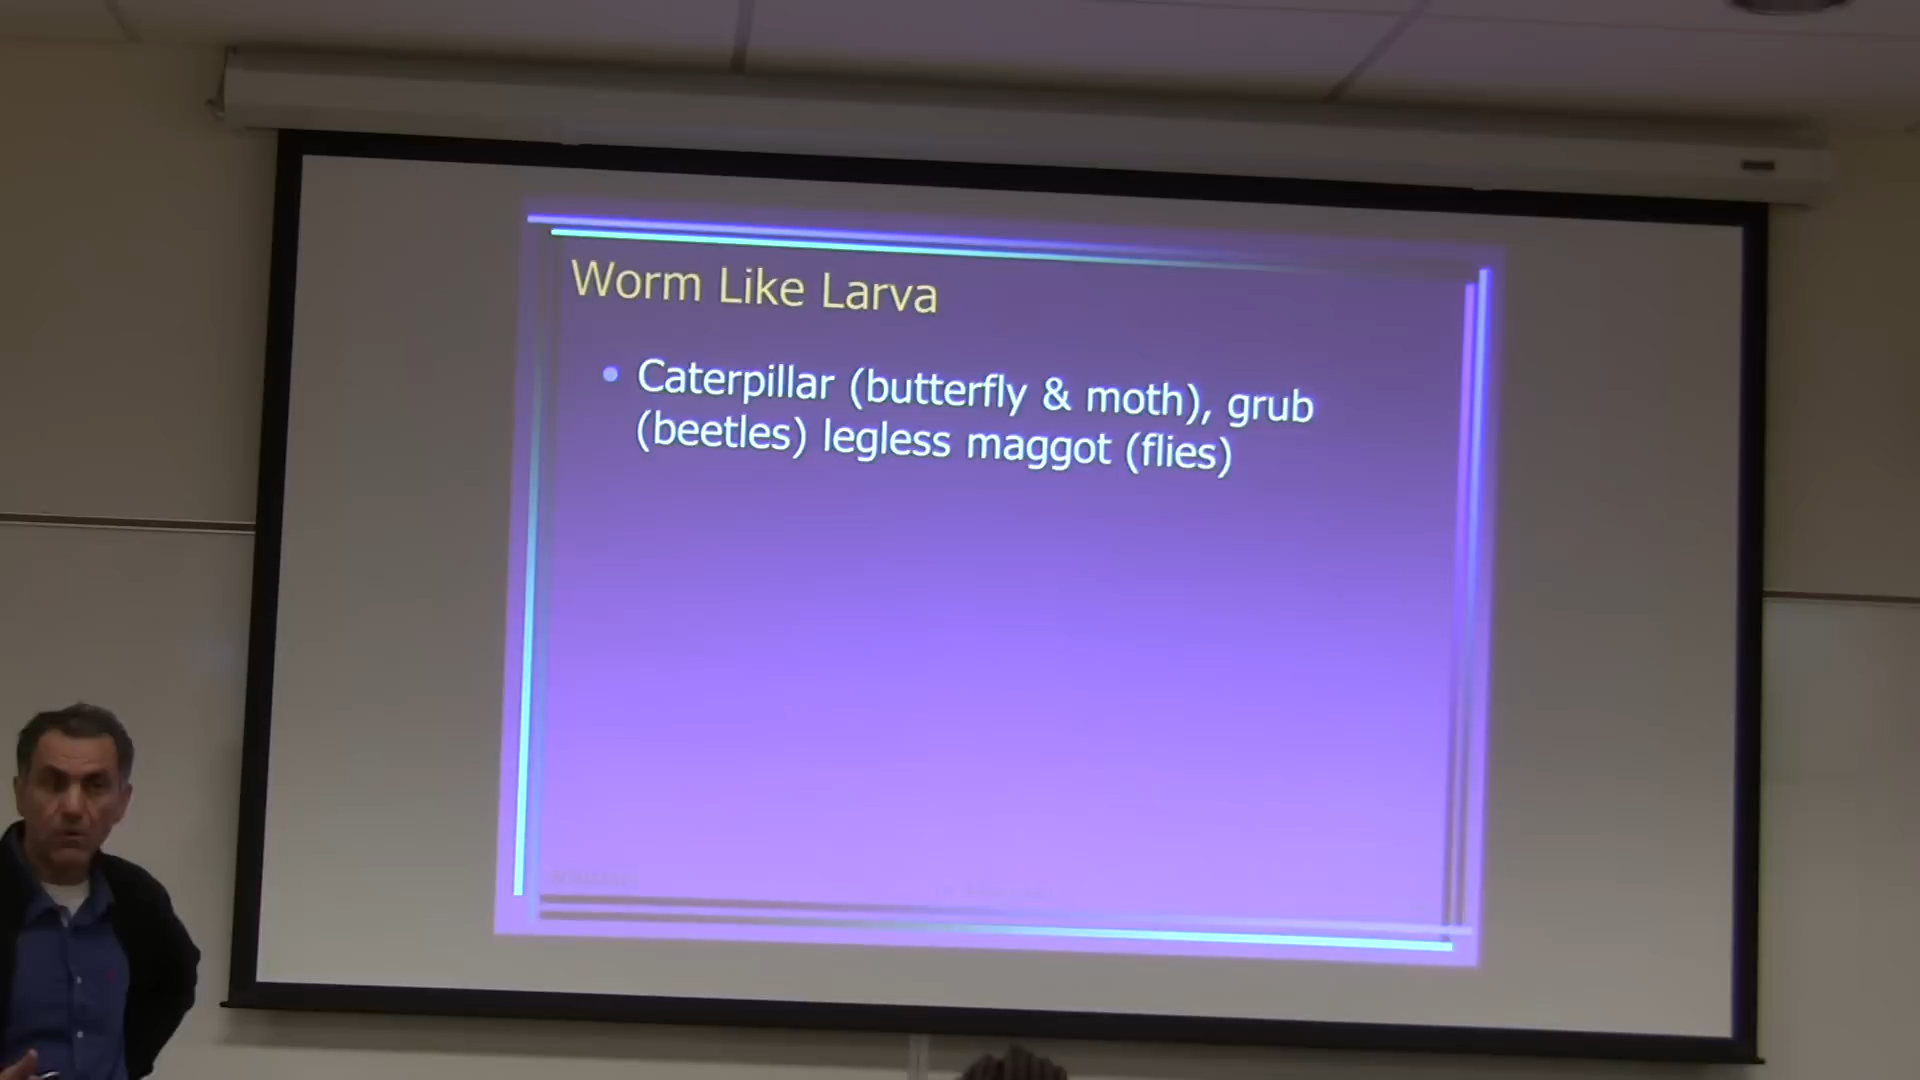 Worm Like Larva
• Caterpillar (butterfly & moth), grub
(beetles) legless maggot (flies)